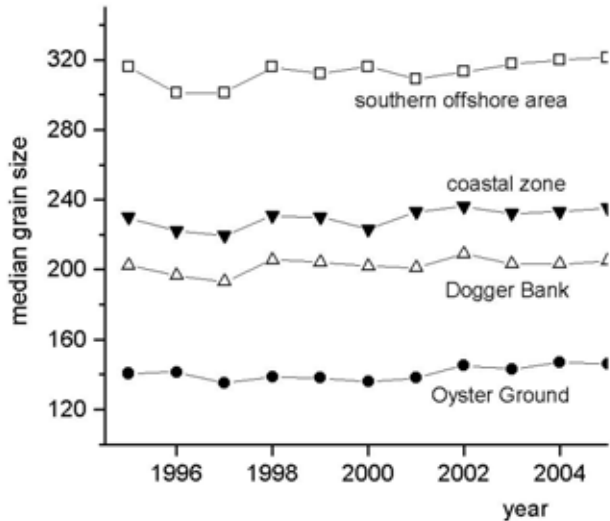 median grain size
320
280
240
200
160
120
southern offshore area
coastal zone
Dogger Bank
Oyster Ground
1996 1998 2000 2002 2004
year